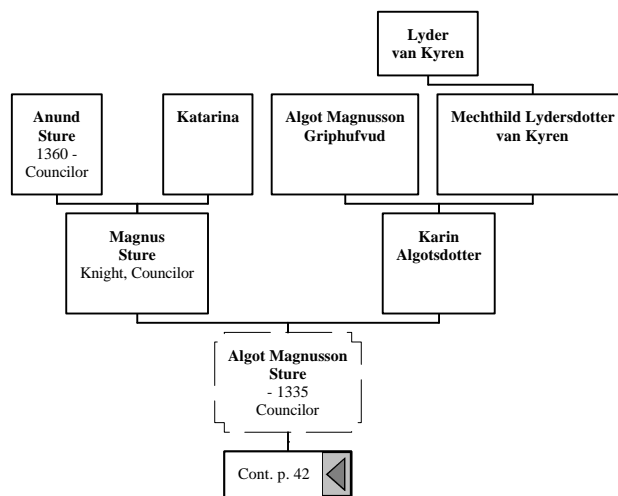 Lyder
van Kyren
Anund
Sture
1360 -
Councilor
Katarina
Algot Magnusson
Griphufvud
Mechthild Lydersdotter
van Kyren
Magnus
Sture
Knight, Councilor
Karin
Algotsdotter
Algot Magnusson
Sture
- 1335
Councilor
Cont. p. 42